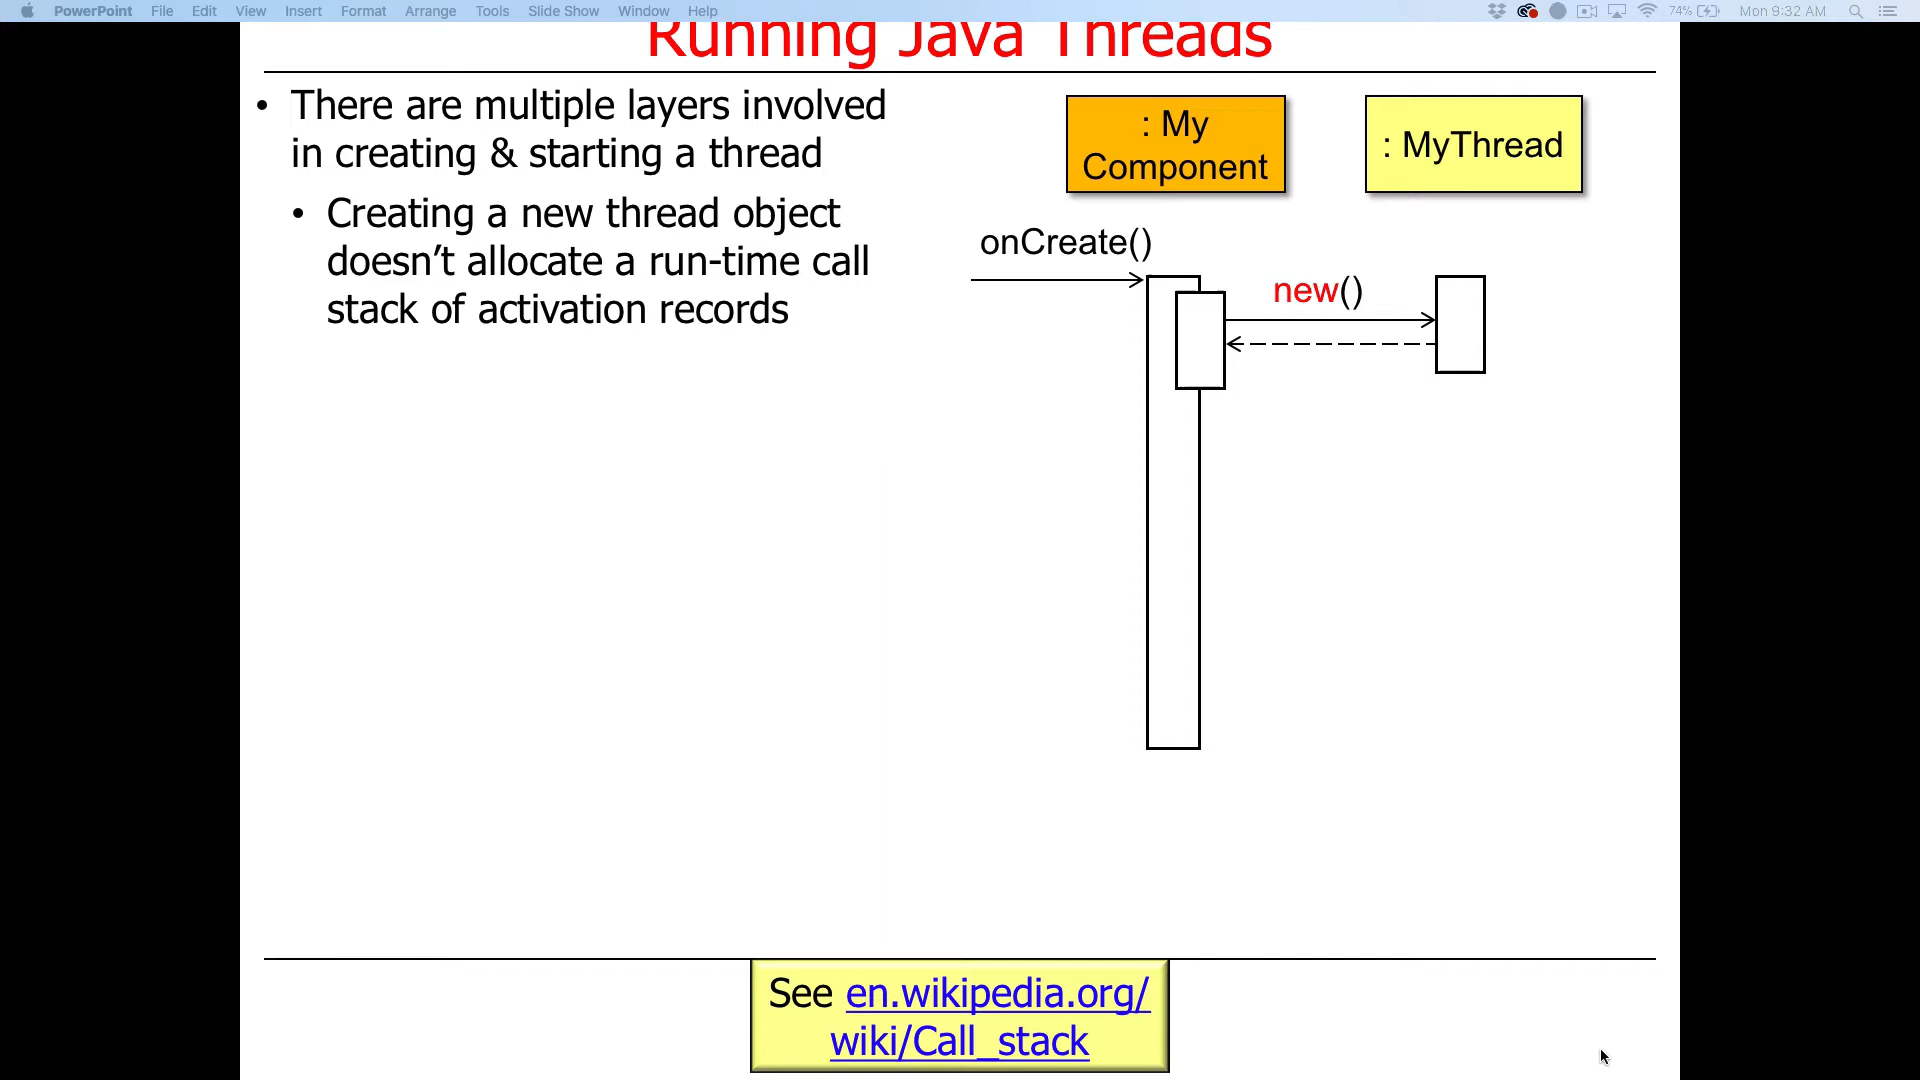 PowerPoint File Edit View Insert Format Arrange Tools Slide Show Window Help 74% Mon 9:32 AM
Running Java Threads
• There are multiple layers involved
in creating & starting a thread
• Creating a new thread object
doesn’t allocate a run-time call
stack of activation records
: My
Component
: MyThread
onCreate()
new()
See en.wikipedia.org/
wiki/Call_stack